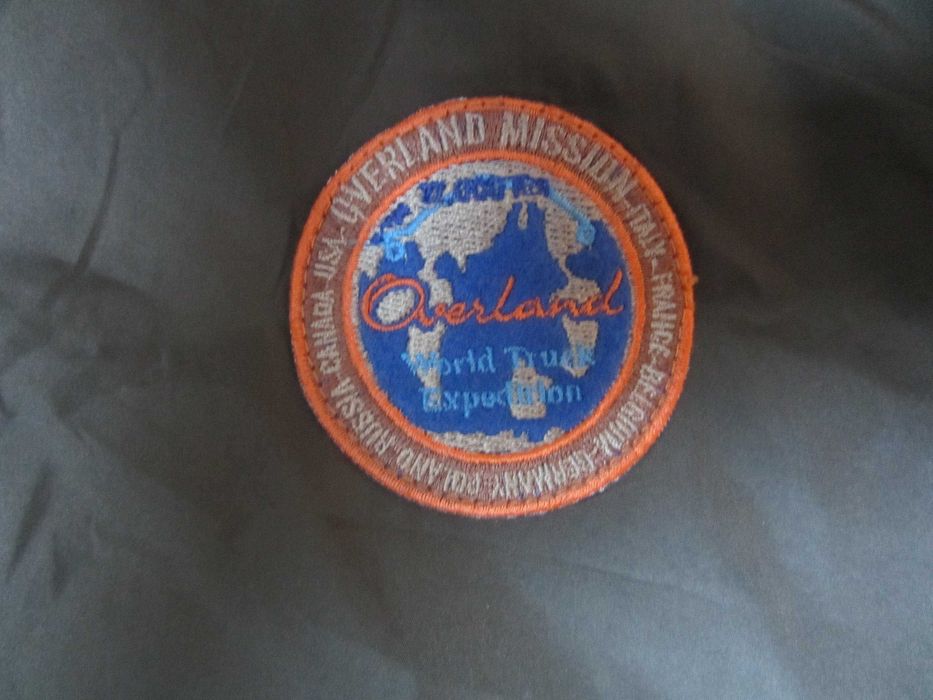 OVERLAND MISSION-ITALY-FRANCE-BELGIUM-GERMANY-POLAND-RUSSIA-CANADA-USA-
Overland
World Truck
Expedition